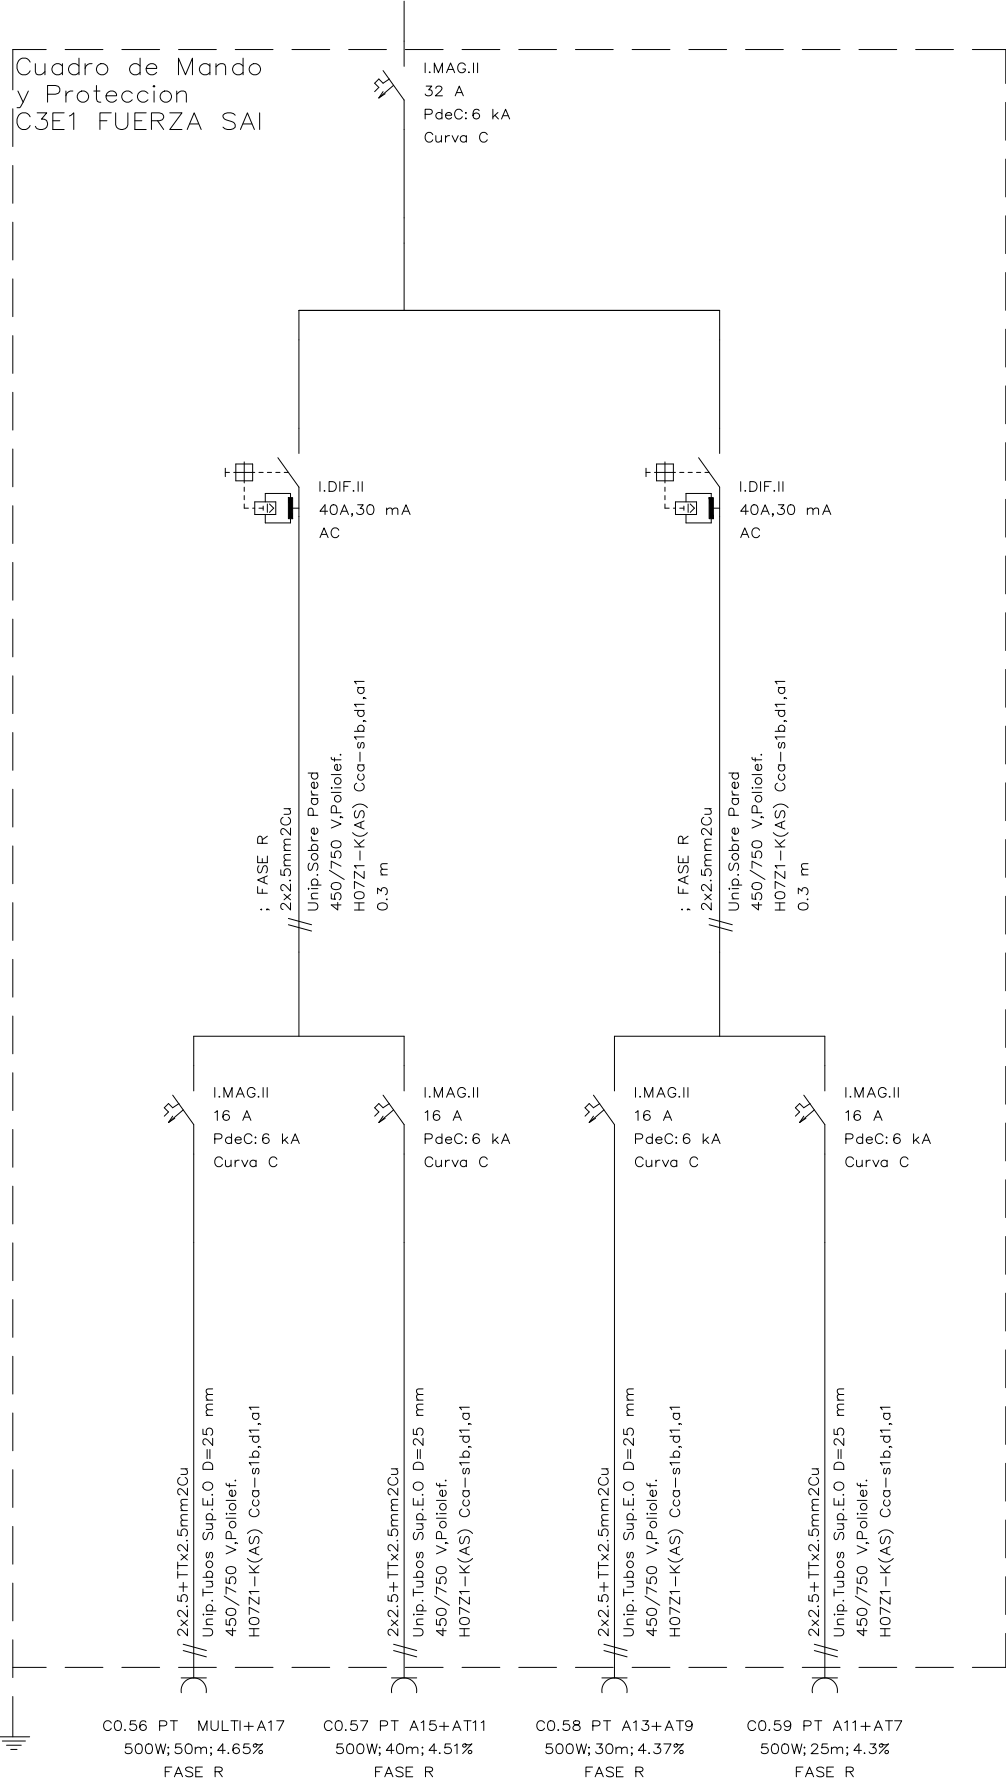 Cuadro de Mando
y Proteccion
C3E1 FUERZA SAI
I.MAG.II
32 A
PdeC:6 kA
Curva C
I.DIF.II
40A,30 mA
AC
I.DIF.II
40A,30 mA
AC
; FASE R
2x2.5mm2Cu
Unip.Sobre Pared
450/750 V,Poliolef.
H07Z1-K(AS) Cca-s1b,d1,a1
0.3 m
; FASE R
2x2.5mm2Cu
Unip.Sobre Pared
450/750 V,Poliolef.
H07Z1-K(AS) Cca-s1b,d1,a1
0.3 m
I.MAG.II
16 A
PdeC:6 kA
Curva C
I.MAG.II
16 A
PdeC:6 kA
Curva C
I.MAG.II
16 A
PdeC:6 kA
Curva C
I.MAG.II
16 A
PdeC:6 kA
Curva C
2x2.5+TTx2.5mm2Cu
Unip.Tubos Sup.E.O D=25 mm
450/750 V,Poliolef.
H07Z1-K(AS) Cca-s1b,d1,a1
2x2.5+TTx2.5mm2Cu
Unip.Tubos Sup.E.O D=25 mm
450/750 V,Poliolef.
H07Z1-K(AS) Cca-s1b,d1,a1
2x2.5+TTx2.5mm2Cu
Unip.Tubos Sup.E.O D=25 mm
450/750 V,Poliolef.
H07Z1-K(AS) Cca-s1b,d1,a1
2x2.5+TTx2.5mm2Cu
Unip.Tubos Sup.E.O D=25 mm
450/750 V,Poliolef.
H07Z1-K(AS) Cca-s1b,d1,a1
C0.56 PT MULTI+A17
500W;50m;4.65%
FASE R
C0.57 PT A15+AT11
500W;40m;4.51%
FASE R
C0.58 PT A13+AT9
500W;30m;4.37%
FASE R
C0.59 PT A11+AT7
500W;25m;4.3%
FASE R